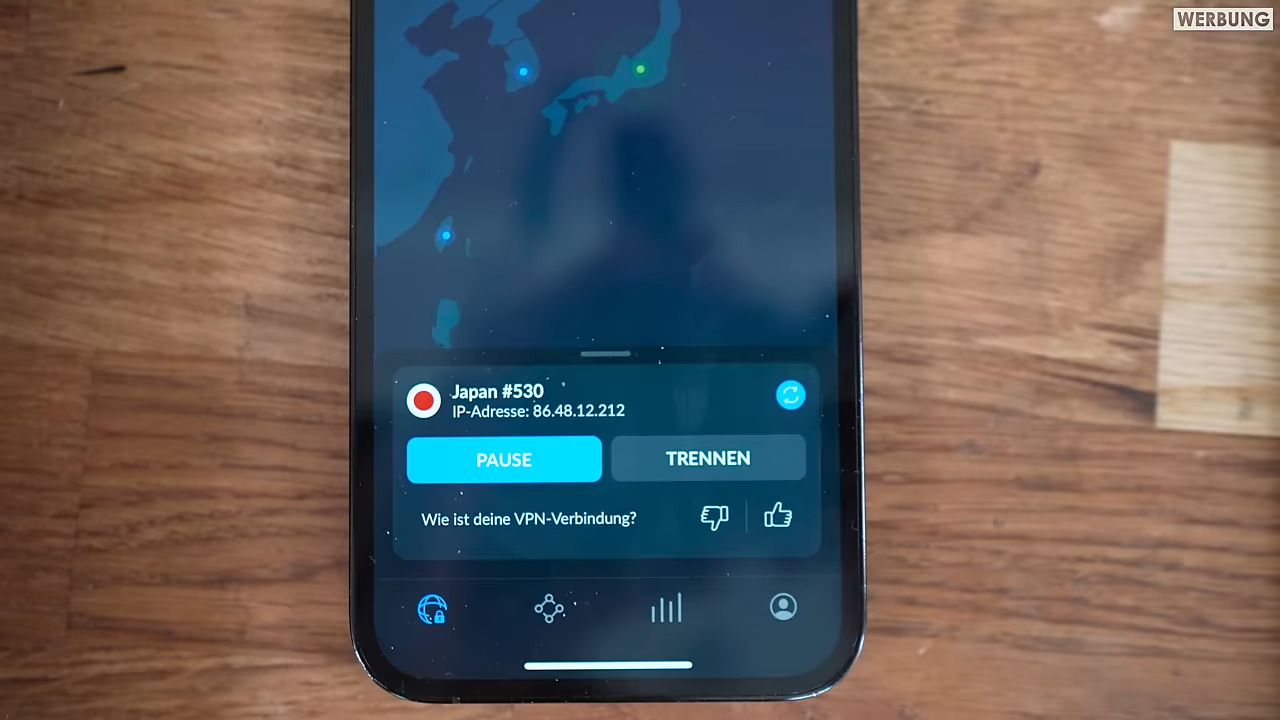 WERBUNG
Japan #530
IP-Adresse: 86.48.12.212
PAUSE
TRENNEN
Wie ist deine VPN-Verbindung?